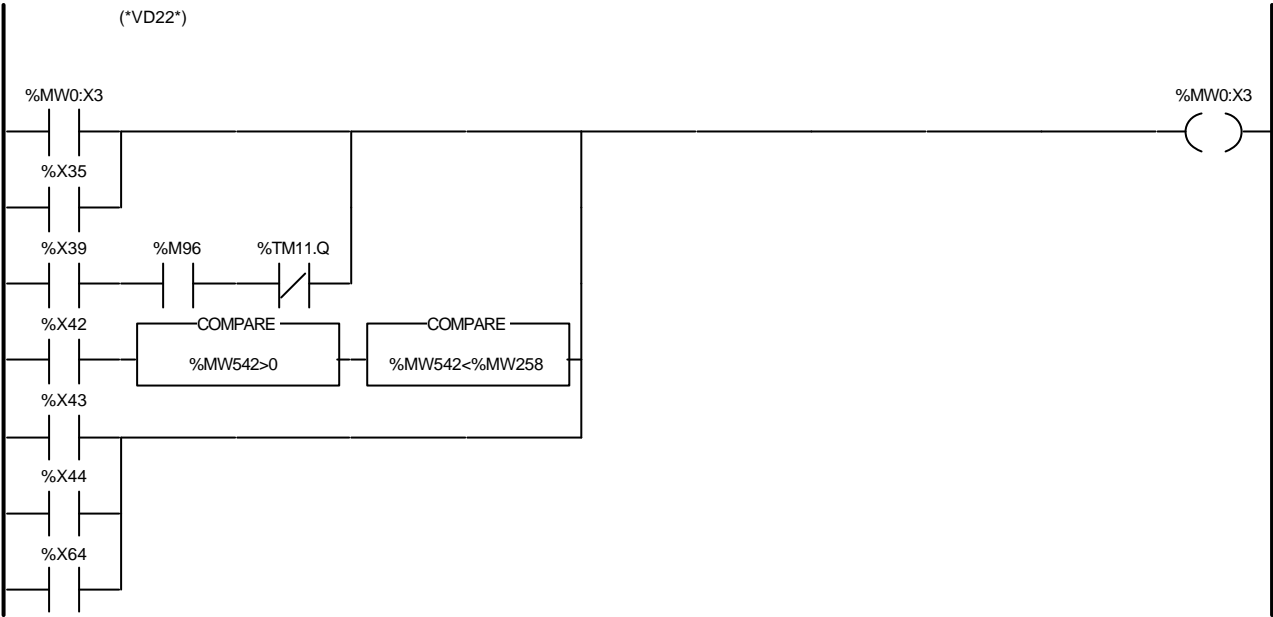 (*VD22*)
%MW0:X3 %MW0:X3
%X35
%X39 %M96 %TM11.Q
%X42 COMPARE COMPARE
%MW542>0 %MW542<%MW258
%X43
%X44
%X64